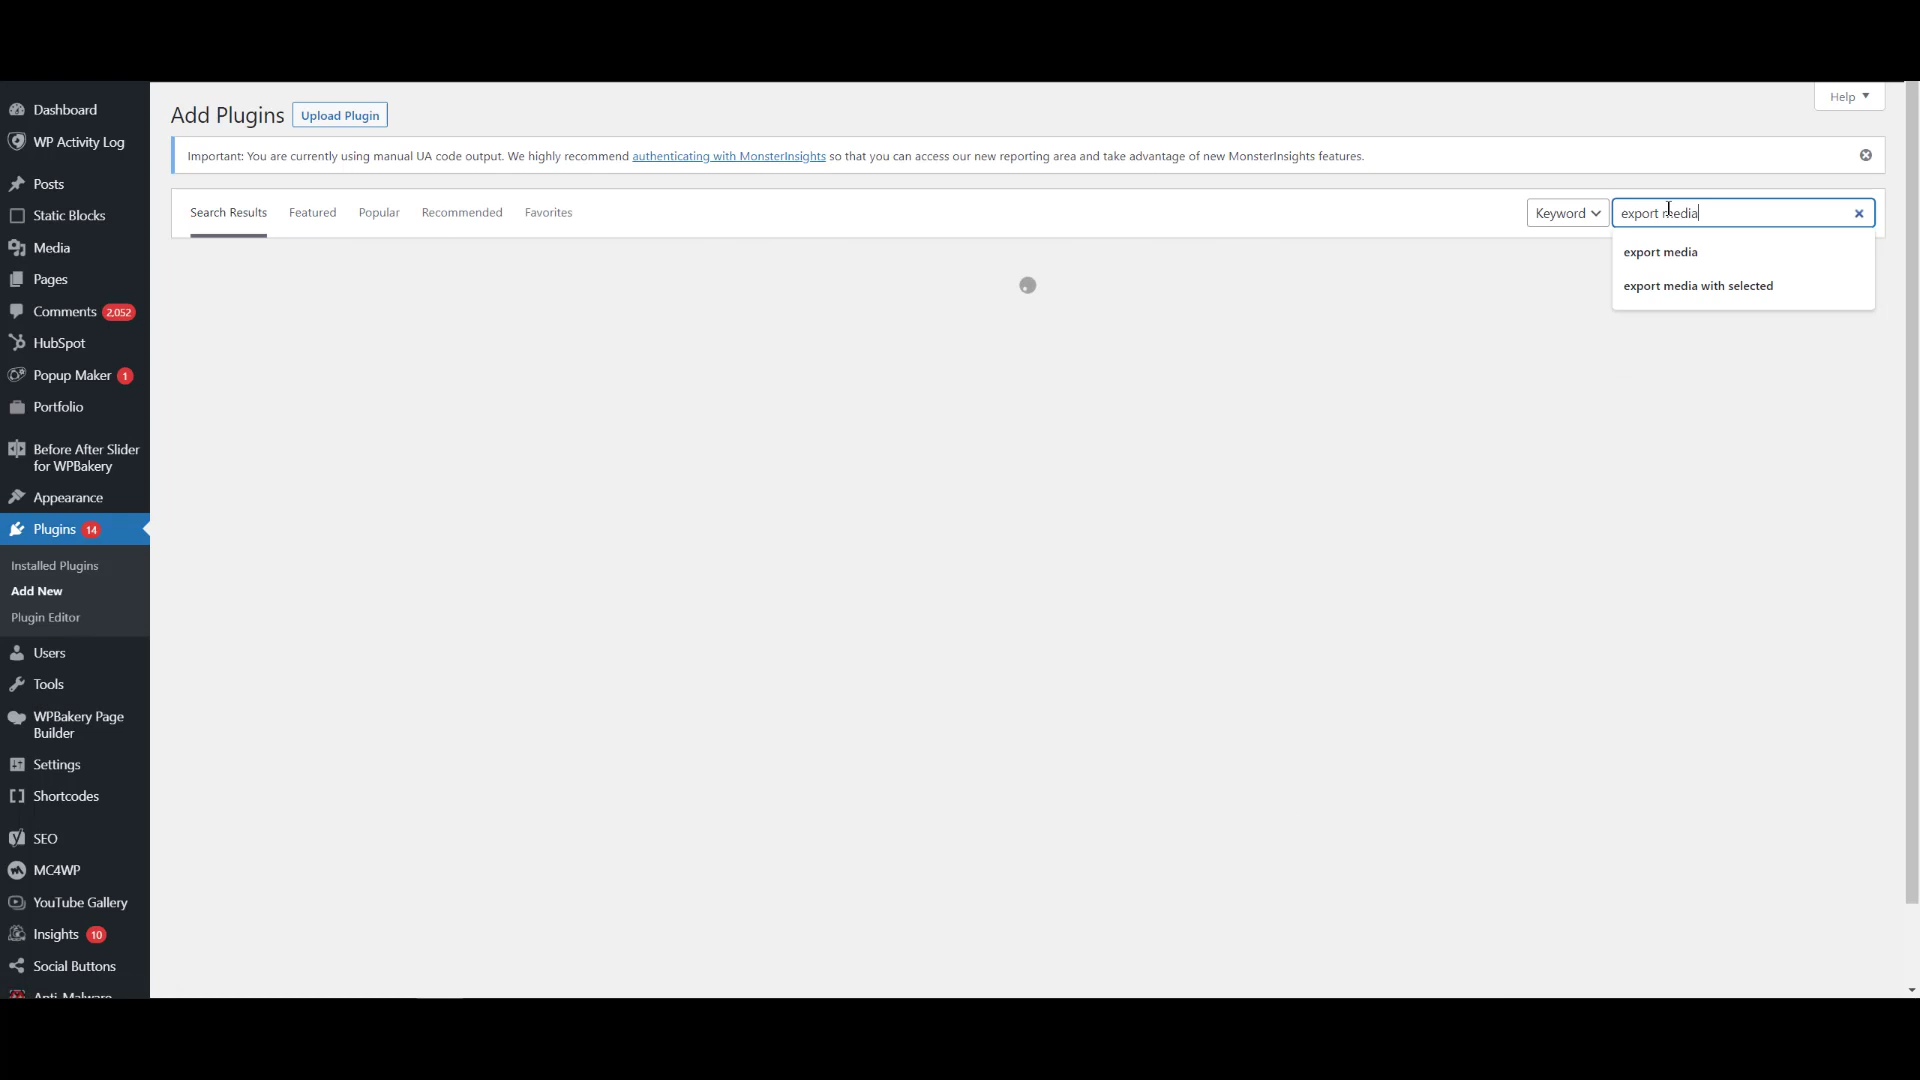 Dashboard
WP Activity Log
Posts
Static Blocks
Media
Pages
Comments 2,052
HubSpot
Popup Maker 1
Portfolio
Before After Slider
for WPBakery
Appearance
Plugins 14
Installed Plugins
Add New
Plugin Editor
Users
Tools
WPBakery Page
Builder
Settings
Shortcodes
SEO
MC4WP
YouTube Gallery
Insights 10
Social Buttons
Anti-Malware
Help
Add Plugins Upload Plugin
Important: You are currently using manual UA code output. We highly recommend authenticating with MonsterInsights so that you can access our new reporting area and take advantage of new MonsterInsights features.
Search Results Featured Popular Recommended Favorites Keyword export media
export media
export media with selected